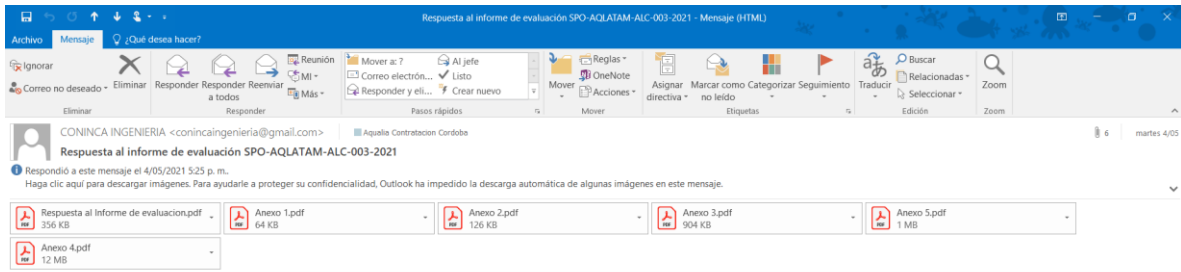 Respuesta al informe de evaluación SPO-AQLATAM-ALC-003-2021 - Mensaje (HTML)
Archivo Mensaje ¿Qué desea hacer?
Ignorar
Correo no deseado
Eliminar
Responder
Responder a todos
Reenviar
Reunión
MI
Más
Mover a: ?
Correo electrón...
Responder y eli...
Al jefe
Listo
Crear nuevo
Mover
Reglas
OneNote
Acciones
Asignar directiva
Marcar como no leído
Categorizar
Seguimiento
Traducir
Buscar
Relacionadas
Seleccionar
Zoom
Eliminar Responder Pasos rápidos Mover Etiquetas Edición Zoom
CONINCA INGENIERIA <conincaingenieria@gmail.com> Aqualia Contratacion Cordoba 6 martes 4/05
Respuesta al informe de evaluación SPO-AQLATAM-ALC-003-2021
Respondió a este mensaje el 4/05/2021 5:25 p. m..
Haga clic aquí para descargar imágenes. Para ayudarle a proteger su confidencialidad, Outlook ha impedido la descarga automática de algunas imágenes en este mensaje.
Respuesta al Informe de evaluacion.pdf
356 KB
Anexo 1.pdf
64 KB
Anexo 2.pdf
126 KB
Anexo 3.pdf
904 KB
Anexo 5.pdf
1 MB
Anexo 4.pdf
12 MB